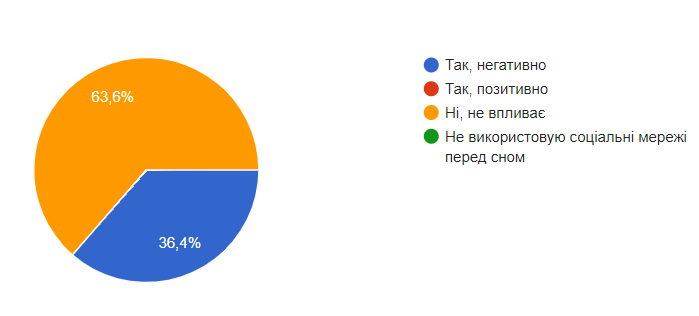 63,6%
36,4%
Так, негативно
Так, позитивно
Ні, не впливає
Не використовую соціальні мережі
перед сном